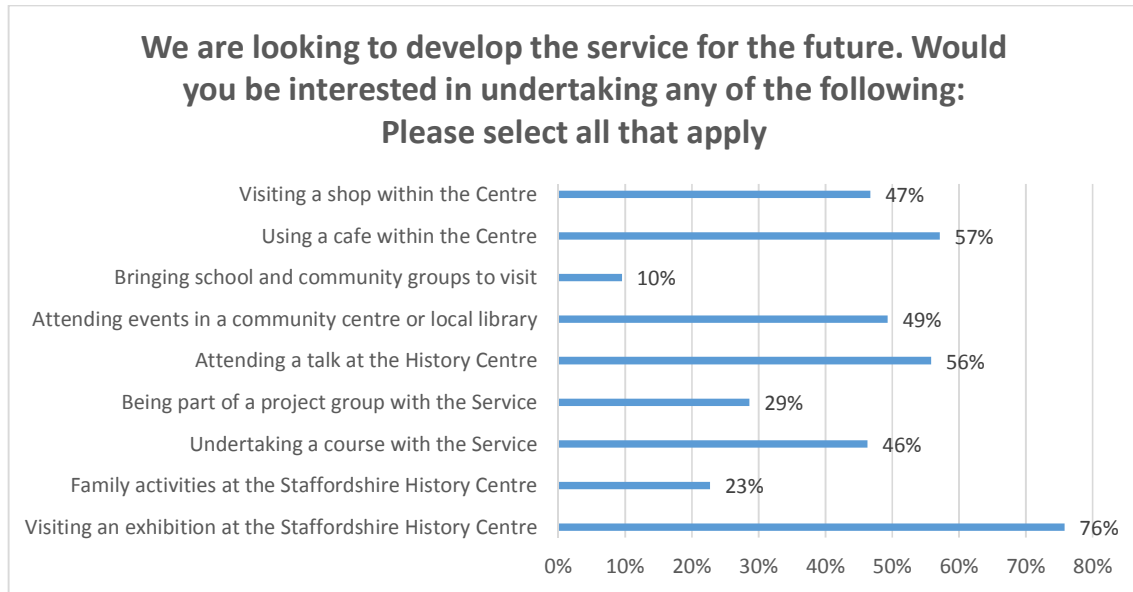 We are looking to develop the service for the future. Would
you be interested in undertaking any of the following:
Please select all that apply
Visiting a shop within the Centre 47%
Using a cafe within the Centre 57%
Bringing school and community groups to visit 10%
Attending events in a community centre or local library 49%
Attending a talk at the History Centre 56%
Being part of a project group with the Service 29%
Undertaking a course with the Service 46%
Family activities at the Staffordshire History Centre 23%
Visiting an exhibition at the Staffordshire History Centre 76%
0% 10% 20% 30% 40% 50% 60% 70% 80%